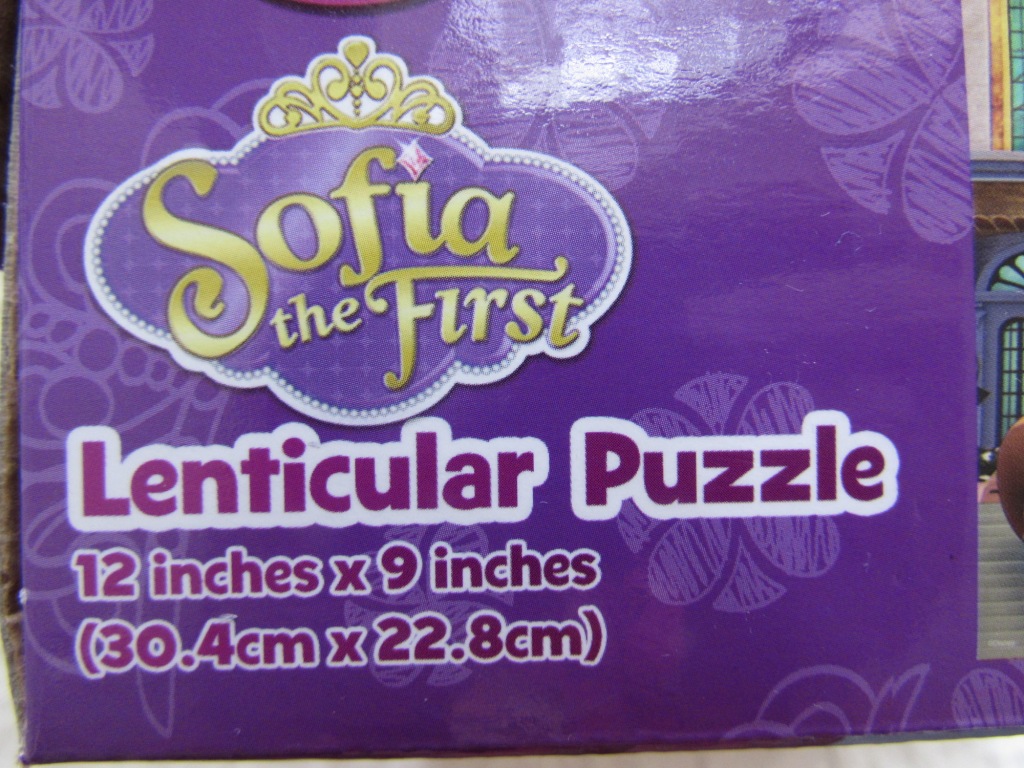 Sofia
the First
Lenticular Puzzle
12 inches x 9 inches
(30.4cm x 22.8cm)